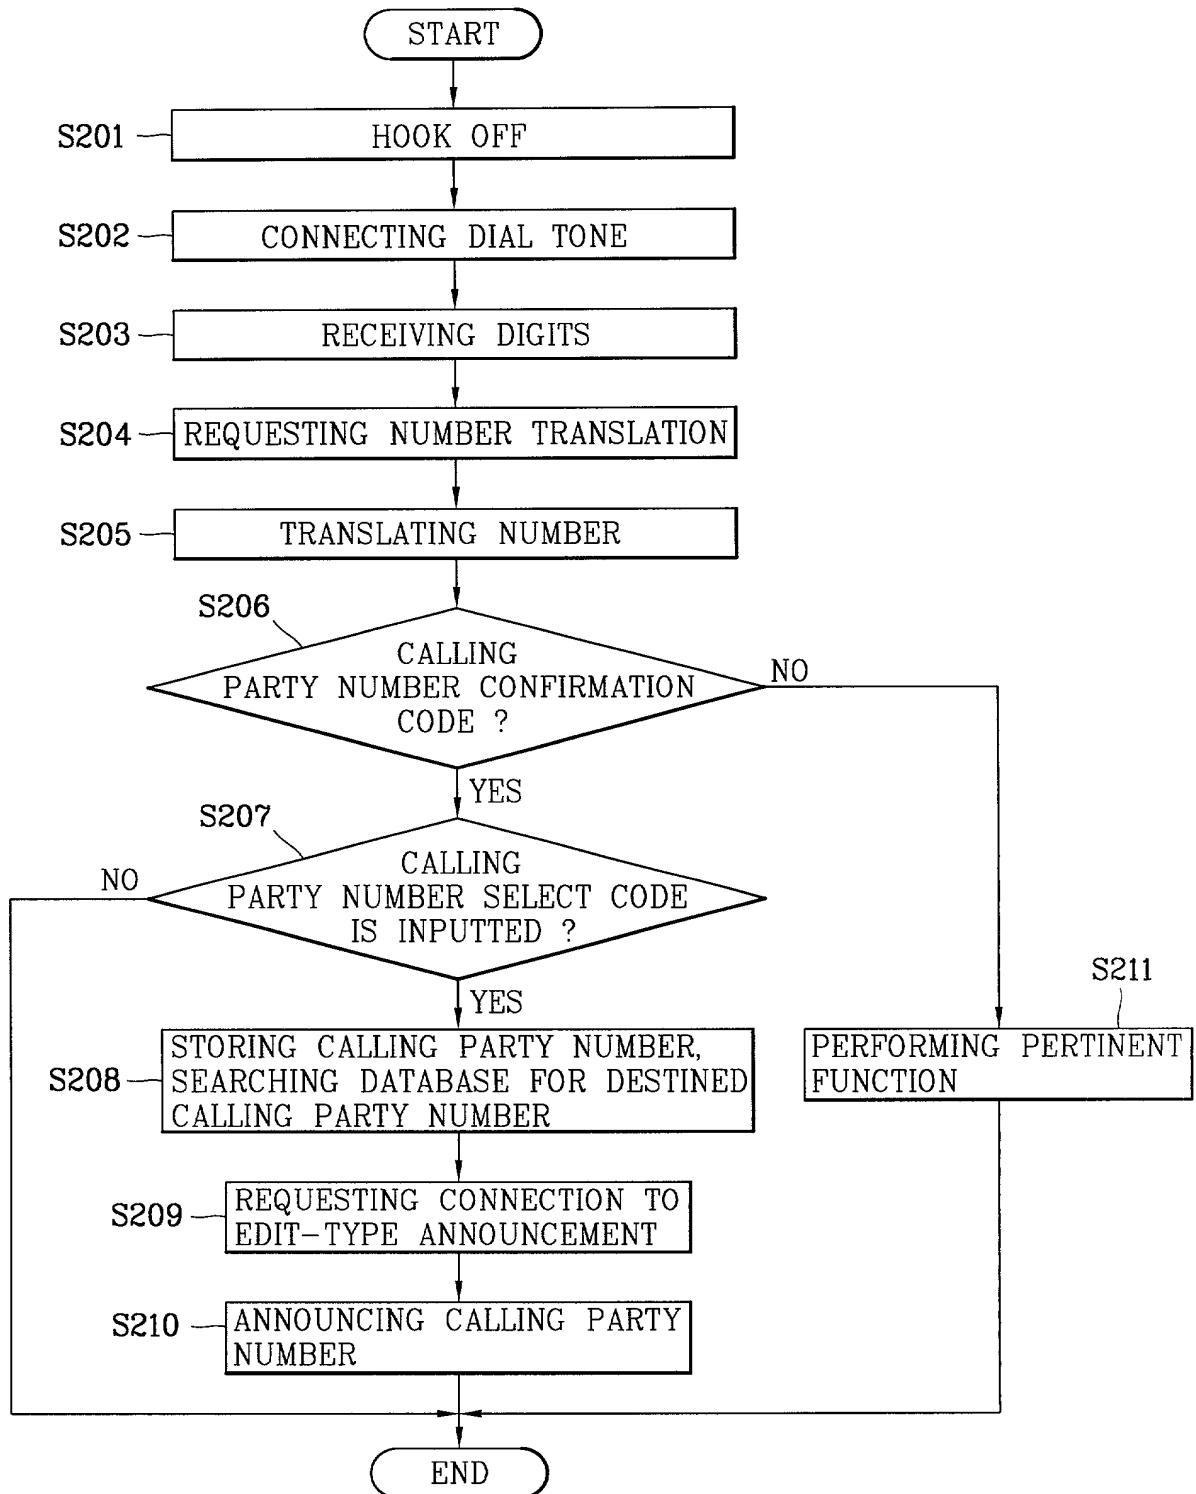 START
S201
HOOK OFF
S202
CONNECTING DIAL TONE
S203
RECEIVING DIGITS
S204
REQUESTING NUMBER TRANSLATION
S205
TRANSLATING NUMBER
S206
CALLING
PARTY NUMBER CONFIRMATION
CODE ?
NO
YES
S207
CALLING
PARTY NUMBER SELECT CODE
IS INPUTTED ?
NO
YES
S208
STORING CALLING PARTY NUMBER,
SEARCHING DATABASE FOR DESTINED
CALLING PARTY NUMBER
S211
PERFORMING PERTINENT
FUNCTION
S209
REQUESTING CONNECTION TO
EDIT-TYPE ANNOUNCEMENT
S210
ANNOUNCING CALLING PARTY
NUMBER
END